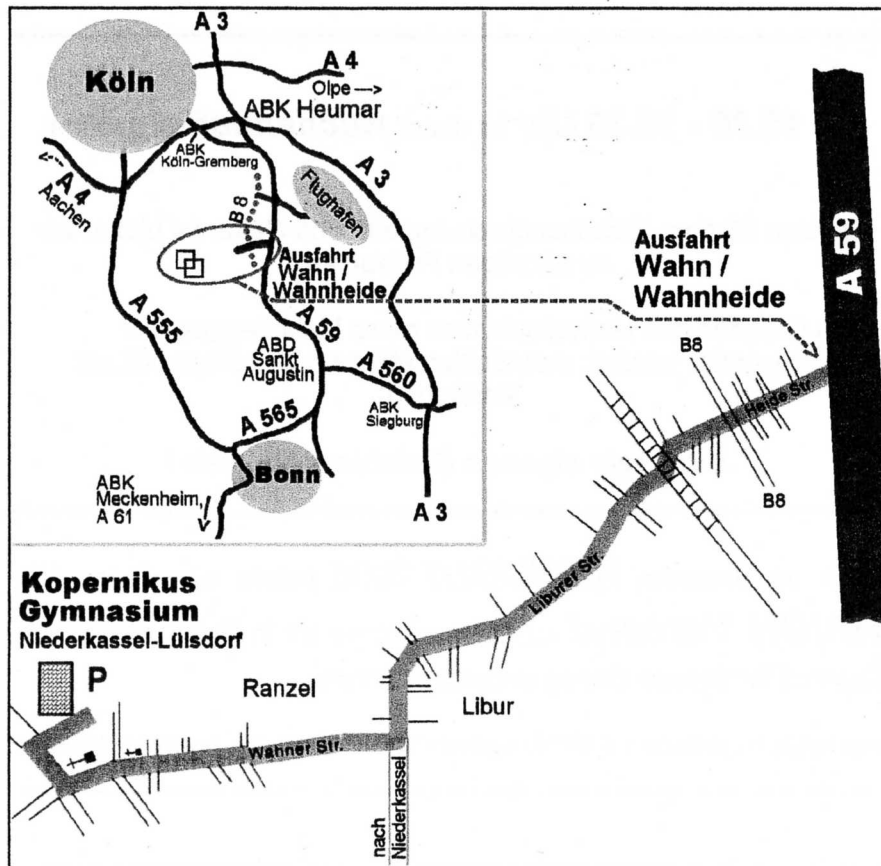 A 3
Köln
A 4
Olpe --->
ABK Heumar
ABK
Köln-Gremberg
A 3
A 4
Aachen
B 8
Flughafen
Ausfahrt
Wahn /
Wahnheide
A 555
A 59
ABD
Sankt
Augustin
A 560
ABK
Siegburg
A 565
Bonn
ABK
Meckenheim,
A 61
A 3
Ausfahrt
Wahn /
Wahnheide
A 59
B8
Heide Str.
B8
Liburer Str.
Kopernikus
Gymnasium
Niederkassel-Lülsdorf
P
Ranzel
Libur
Wahner Str.
nach
Niederkassel